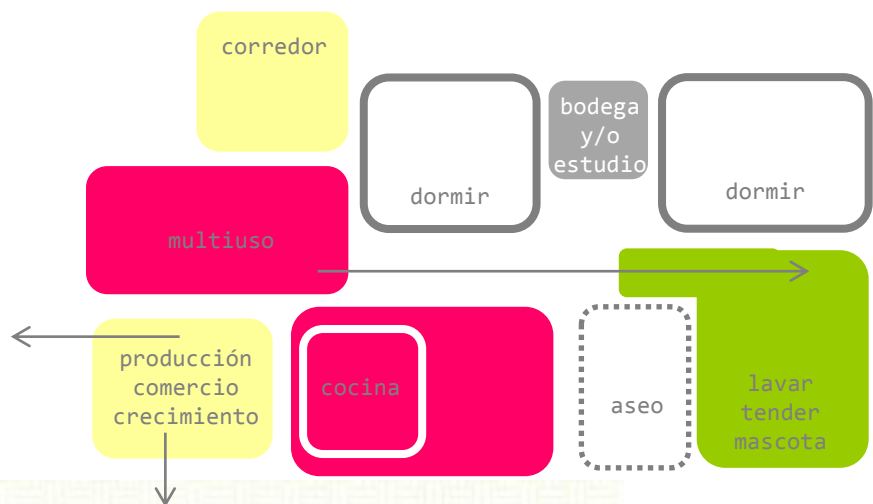 corredor
bodega
y/o
estudio
dormir
dormir
multiuso
producción
comercio
crecimiento
cocina
aseo
lavar
tender
mascota